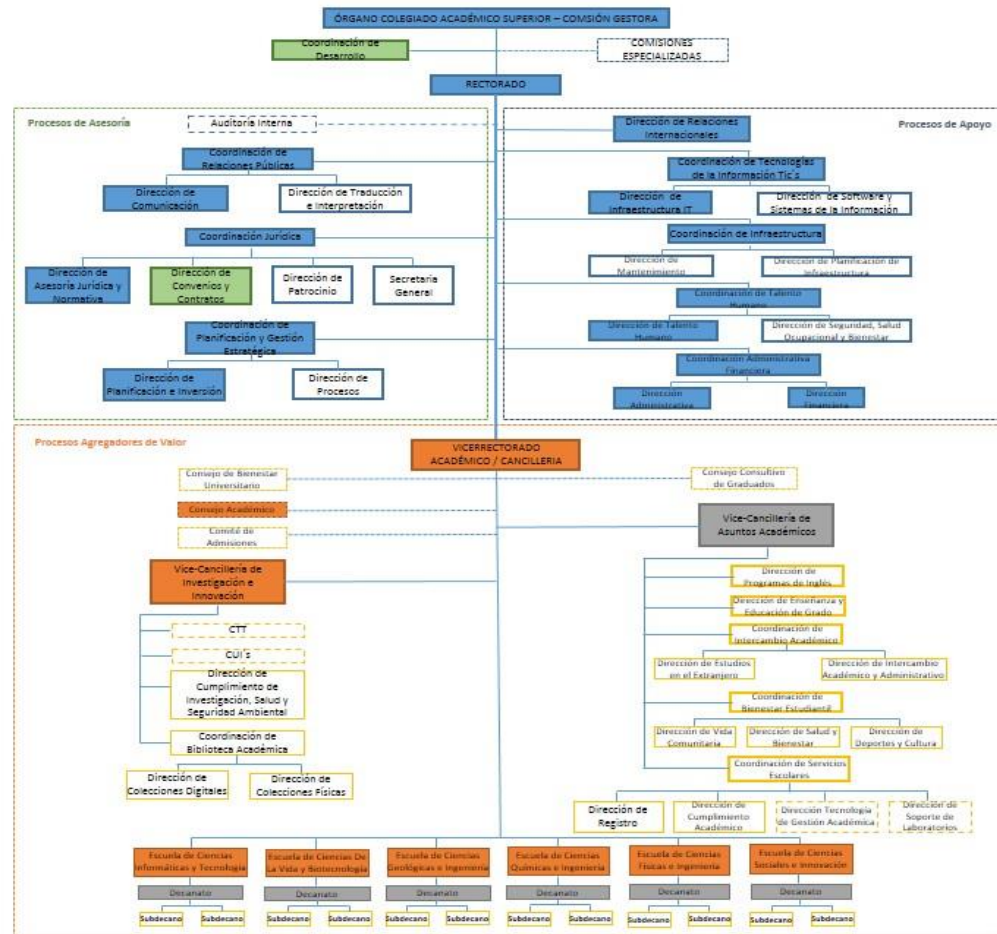 ÓRGANO COLEGIADO ACADÉMICO SUPERIOR – COMSIÓN GESTORA
Coordinación de
Desarrollo
COMISIONES
ESPECIALIZADAS
RECTORADO
Procesos de Asesoría
Auditoría Interna
Coordinación de
Relaciones Públicas
Dirección de
Comunicación
Dirección de Traducción
e Interpretación
Coordinación Jurídica
Dirección de
Asesoría Jurídica y
Normativa
Dirección de
Convenios y
Contratos
Dirección de
Patrocinio
Secretaria
General
Coordinación de
Planificación y Gestión
Estratégica
Dirección de
Planificación e Inversión
Dirección de
Procesos
Procesos de Apoyo
Dirección de Relaciones
Internacionales
Coordinación de Tecnologías
de la Información Tic´s
Dirección de
Infraestructura IT
Dirección de Software y
Sistemas de la Información
Coordinación de Infraestructura
Dirección de
Mantenimiento
Dirección de Planificación de
Infraestructura
Coordinación de Talento
Humano
Dirección de Talento
Humano
Dirección de Seguridad, Salud
Ocupacional y Bienestar
Coordinación Administrativa
Financiera
Dirección
Administrativa
Dirección
Financiera
Procesos Agregadores de Valor
VICERRECTORADO
ACADÉMICO / CANCILLERIA
Consejo de Bienestar
Universitario
Consejo Consultivo
de Graduados
Consejo Académico
Comité de
Admisiones
Vice-Cancillería de
Asuntos Académicos
Vice-Cancillería de
Investigación e
Innovación
CTT
CUI´s
Dirección de
Cumplimiento de
Investigación, Salud y
Seguridad Ambiental
Coordinación de
Biblioteca Académica
Dirección de
Colecciones Digitales
Dirección de
Colecciones Físicas
Dirección de
Programas de Inglés
Dirección de Enseñanza y
Educación de Grado
Coordinación de
Intercambio Académico
Dirección de Estudios
en el Extranjero
Dirección de Intercambio
Académico y Administrativo
Coordinación de
Bienestar Estudiantil
Dirección de Vida
Comunitaria
Dirección de Salud y
Bienestar
Dirección de
Deportes y Cultura
Coordinación de Servicios
Escolares
Dirección de
Registro
Dirección de
Cumplimiento
Académico
Dirección Tecnología
de Gestión Académica
Dirección de
Soporte de
Laboratorios
Escuela de Ciencias
Informáticas y Tecnología
Escuela de Ciencias De
La Vida y Biotecnología
Escuela de Ciencias
Geológicas e Ingeniería
Escuela de Ciencias
Químicas e Ingeniería
Escuela de Ciencias
Físicas e Ingeniería
Escuela de Ciencias
Sociales e Innovación
Decanato
Decanato
Decanato
Decanato
Decanato
Decanato
Subdecano
Subdecano
Subdecano
Subdecano
Subdecano
Subdecano
Subdecano
Subdecano
Subdecano
Subdecano
Subdecano
Subdecano